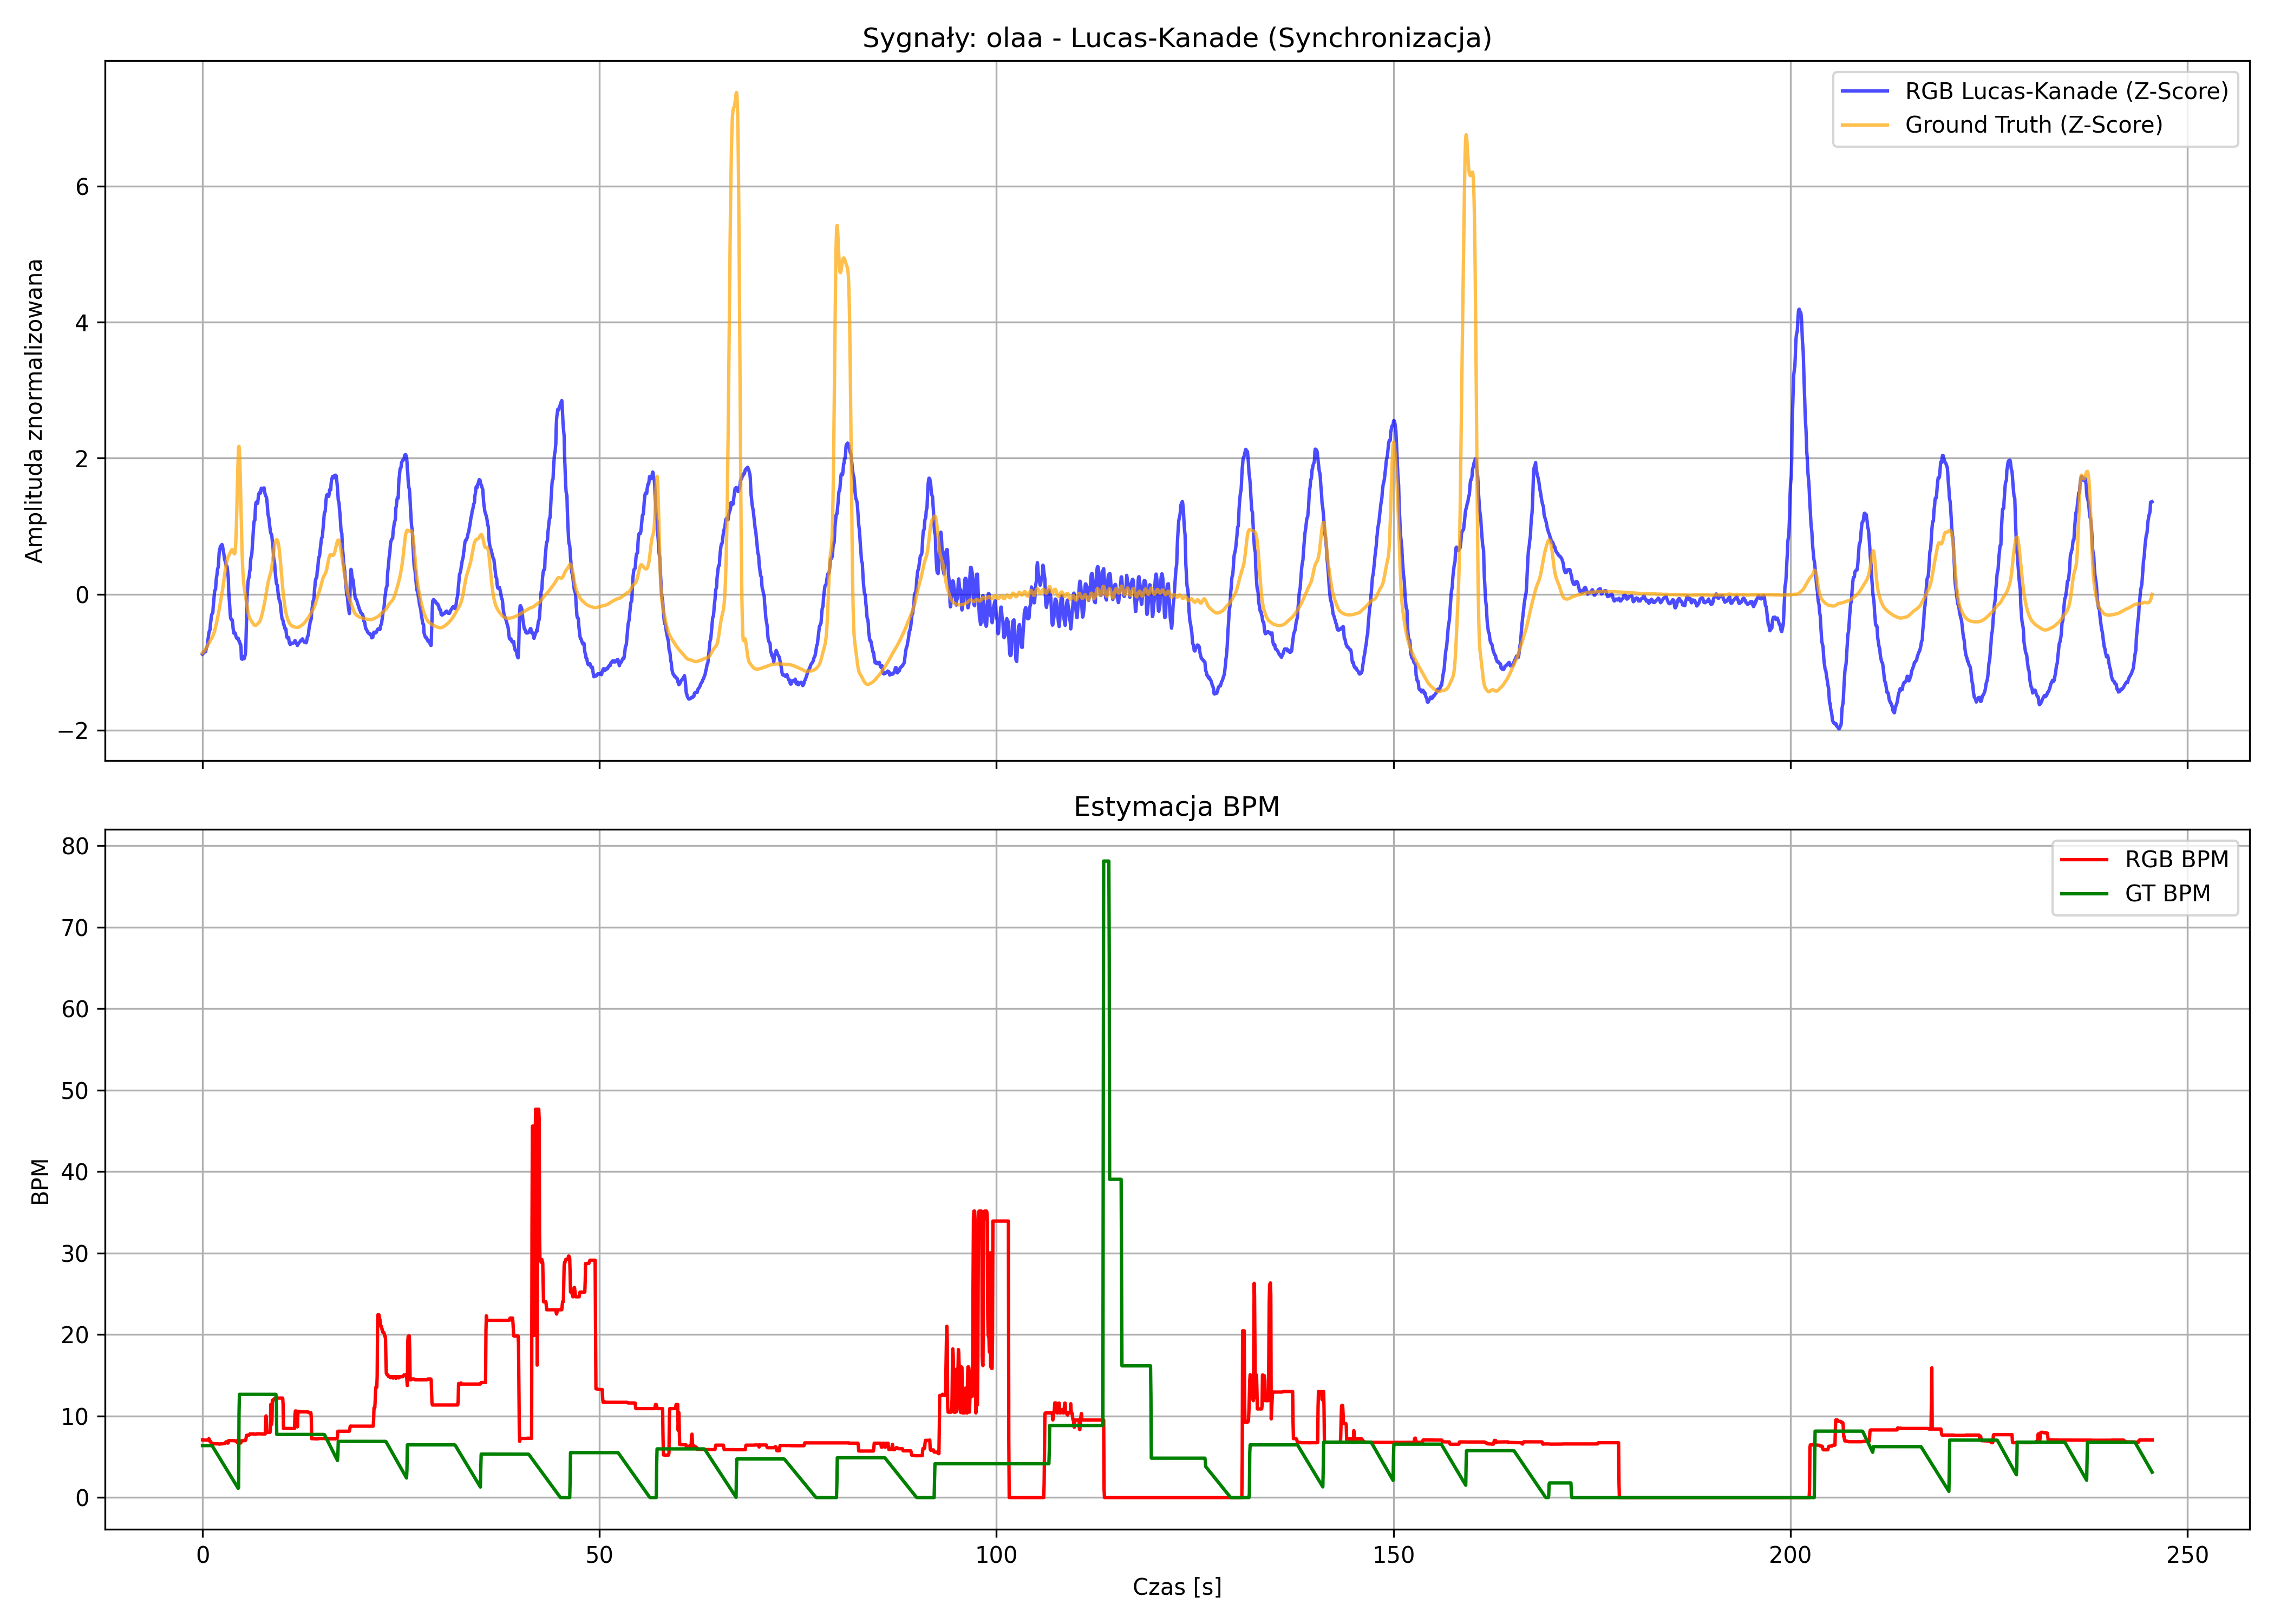 Sygnały: olaa - Lucas-Kanade (Synchronizacja)
RGB Lucas-Kanade (Z-Score)
Ground Truth (Z-Score)
Amplituda znormalizowana
6
4
2
0
−2
Estymacja BPM
RGB BPM
GT BPM
BPM
80
70
60
50
40
30
20
10
0
0
50
100
150
200
250
Czas [s]